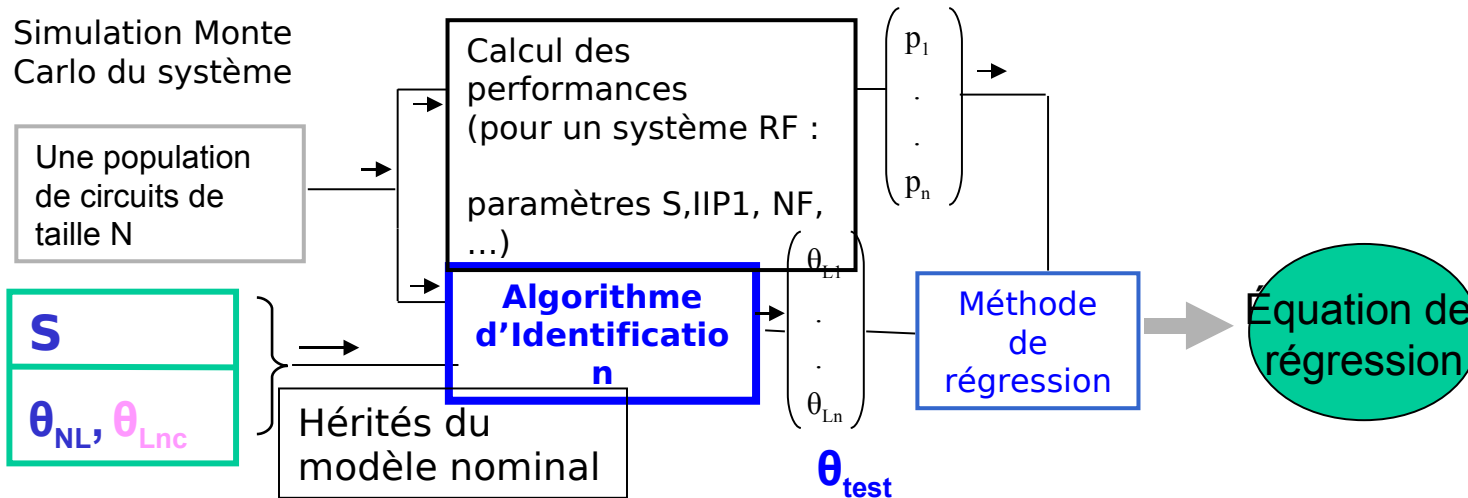 Simulation Monte
Carlo du système
Une population
de circuits de
taille N
S
θNL, θLnc
Hérités du
modèle nominal
Calcul des
performances
(pour un système RF :
paramètres S,IIP1, NF,
...)
Algorithme
d’Identificatio
n
p1
.
.
pn
θL1
.
.
θLn
θtest
Méthode
de
régression
Équation de
régression